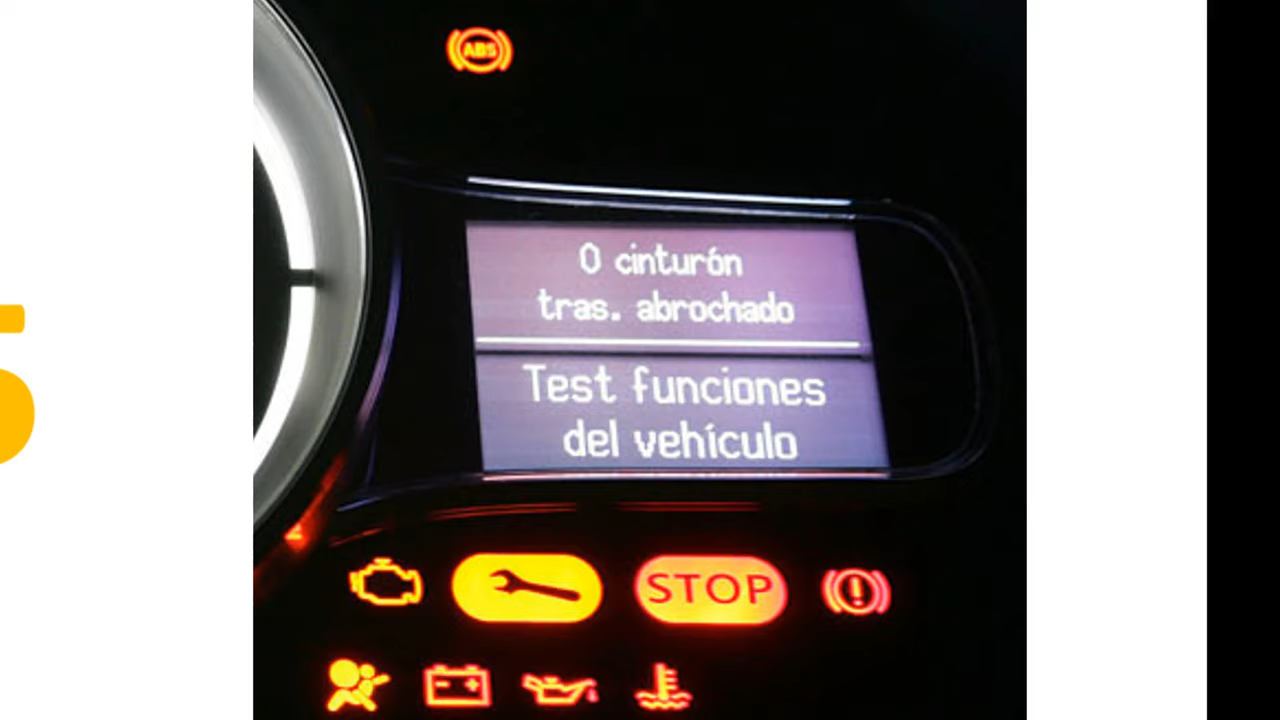 ABS
0 cinturón
tras. abrochado
Test funciones
del vehículo
STOP